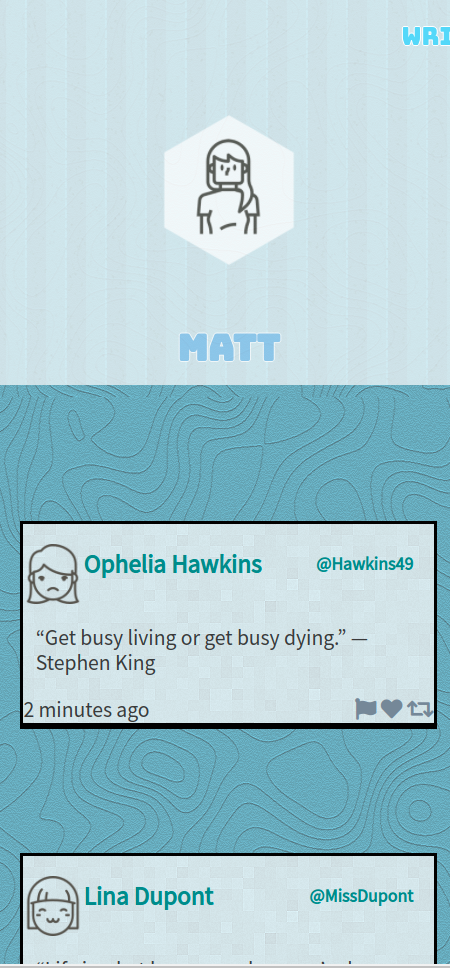 WRI
MATT
Ophelia Hawkins @Hawkins49
“Get busy living or get busy dying.” —
Stephen King
2 minutes ago
Lina Dupont @MissDupont